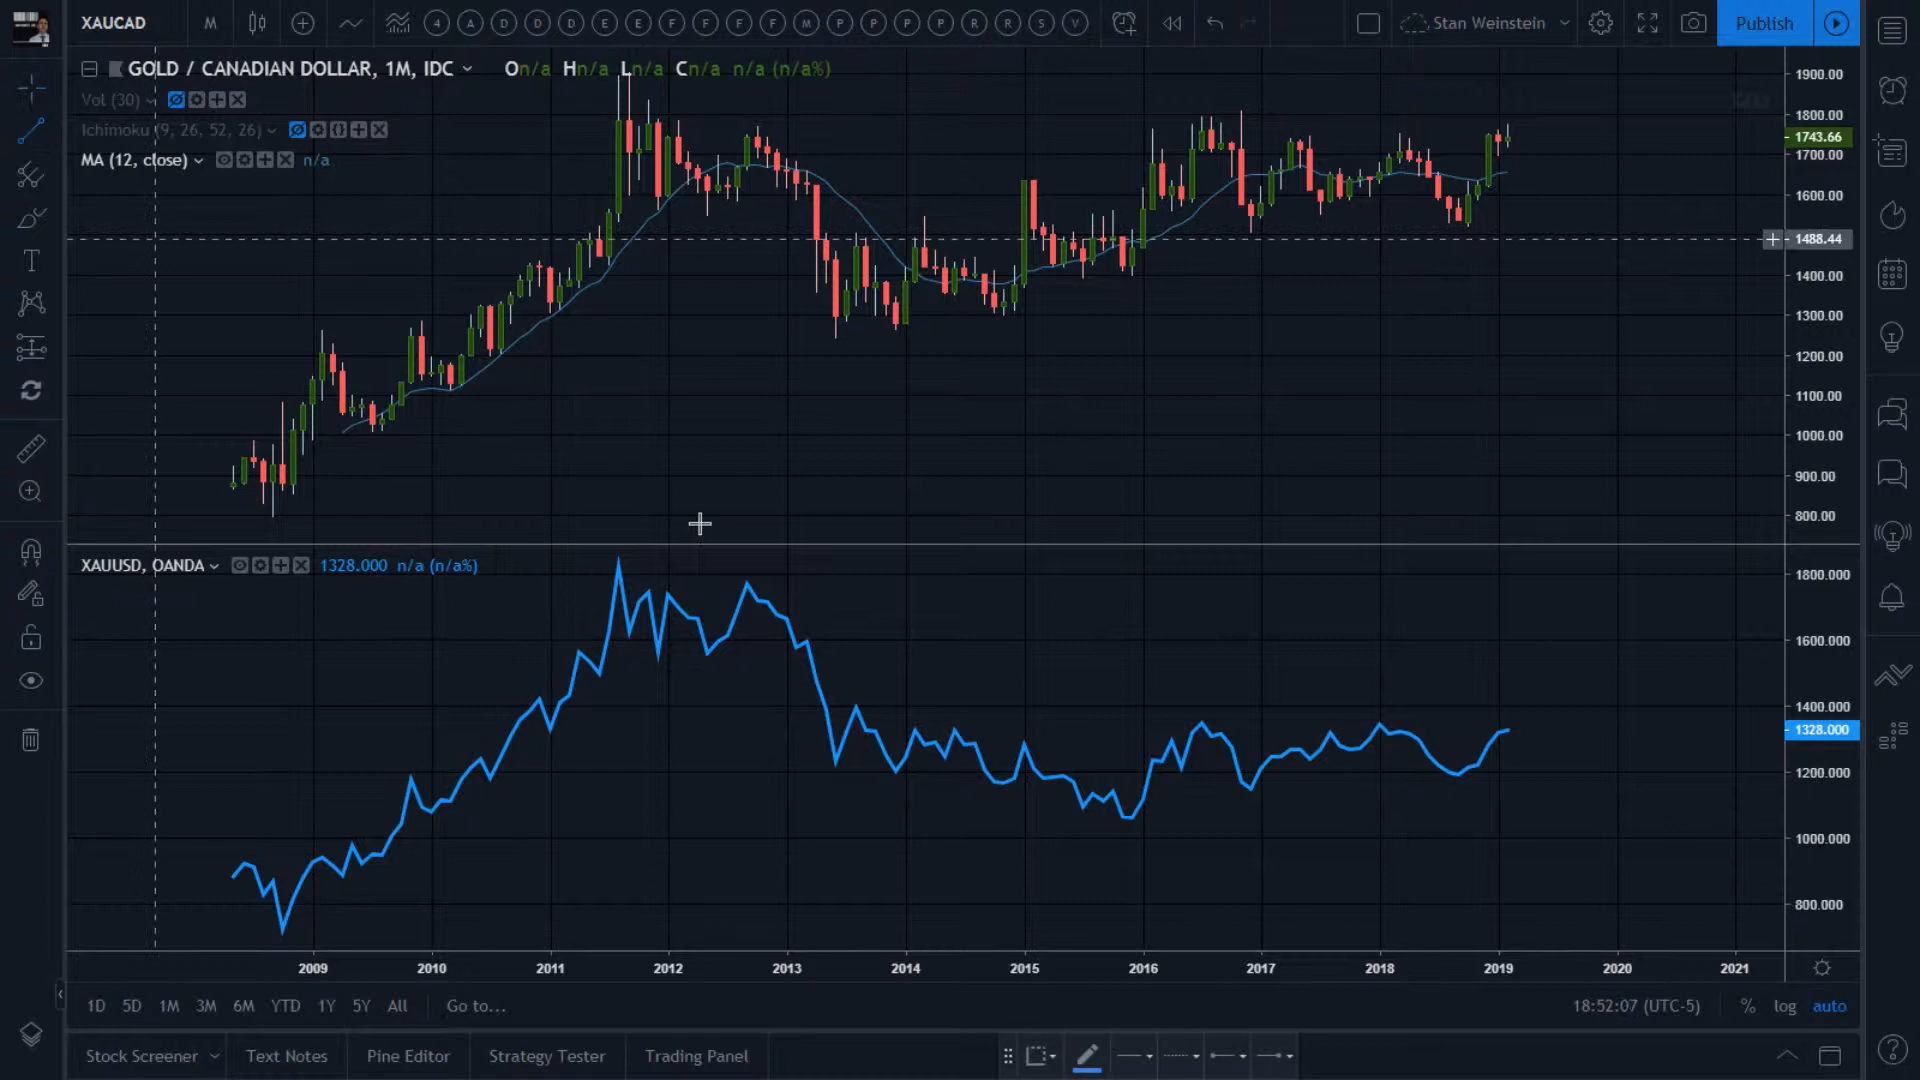 XAUCAD M 4 A D D D E E F F F F M P P P P R R S V Stan Weinstein Publish
GOLD / CANADIAN DOLLAR, 1M, IDC On/a Hn/a Ln/a Cn/a n/a (n/a%)
Vol (30)
Ichimoku (9, 26, 52, 26)
MA (12, close) n/a
1900.00
1800.00
1743.66
1700.00
1600.00
1488.44
1400.00
1300.00
1200.00
1100.00
1000.00
900.00
800.00
XAUUSD, OANDA 1328.000 n/a (n/a%)
1800.000
1600.000
1400.000
1328.000
1200.000
1000.000
800.000
2009 2010 2011 2012 2013 2014 2015 2016 2017 2018 2019 2020 2021
1D 5D 1M 3M 6M YTD 1Y 5Y All Go to... 18:52:07 (UTC-5) % log auto
Stock Screener Text Notes Pine Editor Strategy Tester Trading Panel